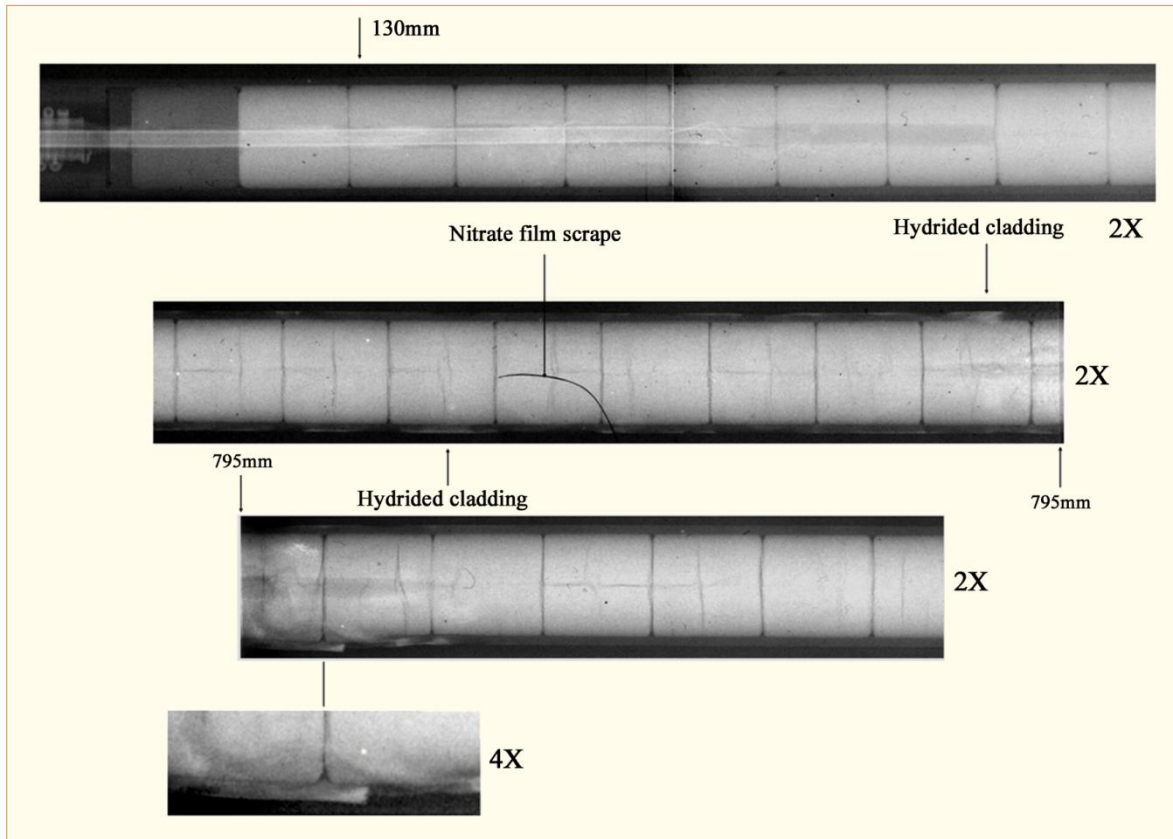 130mm
2X
Nitrate film scrape
Hydrided cladding
2X
795mm
Hydrided cladding
795mm
2X
4X